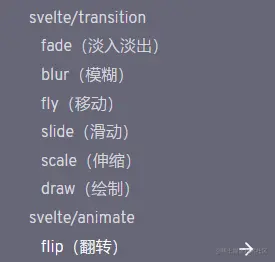 svelte/transition
fade（淡入淡出）
blur（模糊）
fly（移动）
slide（滑动）
scale（伸缩）
draw（绘制）
svelte/animate
flip（翻转）